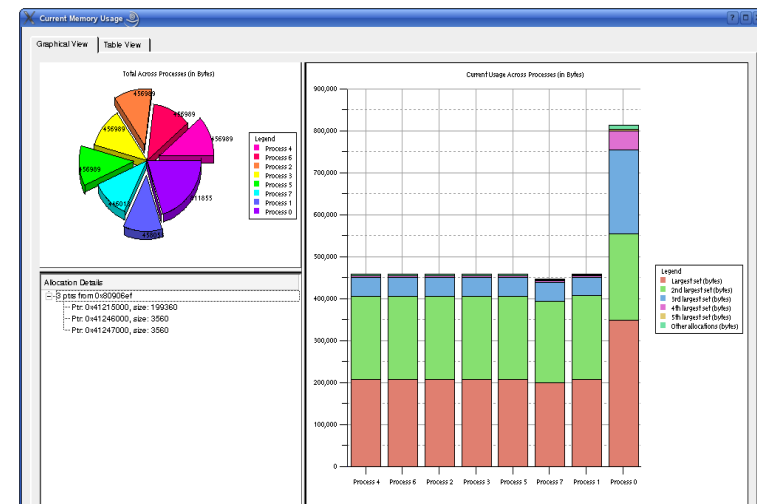 Current Memory Usage
Graphical View
Table View
Total Across Processes (in Bytes)
456989
456989
456989
456989
811855
Legend
Process 4
Process 6
Process 2
Process 3
Process 5
Process 7
Process 1
Process 0
Allocation Details
3 ptrs from 0x80906ef
Ptr: 0x41215000, size: 199360
Ptr: 0x41246000, size: 3560
Ptr: 0x41247000, size: 3560
Current Usage Across Processes (in Bytes)
900,000
800,000
700,000
600,000
500,000
400,000
300,000
200,000
100,000
0
Process 4
Process 6
Process 2
Process 3
Process 5
Process 7
Process 1
Process 0
Legend
Largest set (bytes)
2nd largest set (bytes)
3rd largest set (bytes)
4th largest set (bytes)
5th largest set (bytes)
Other allocations (bytes)